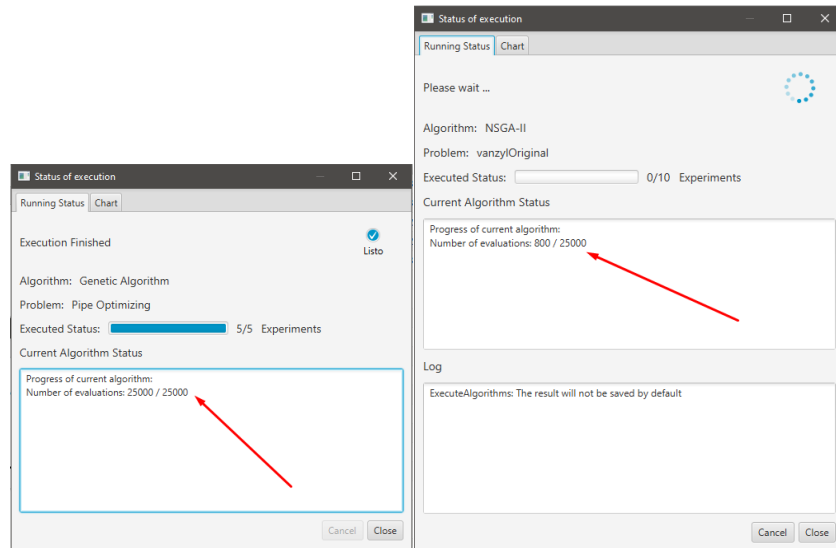 Status of execution
Running Status Chart
Execution Finished
Listo
Algorithm: Genetic Algorithm
Problem: Pipe Optimizing
Executed Status: 5/5 Experiments
Current Algorithm Status
Progress of current algorithm:
Number of evaluations: 25000 / 25000
Cancel Close
Status of execution
Running Status Chart
Please wait ...
Algorithm: NSGA-II
Problem: vanzylOriginal
Executed Status: 0/10 Experiments
Current Algorithm Status
Progress of current algorithm:
Number of evaluations: 800 / 25000
Log
ExecuteAlgorithms: The result will not be saved by default
Cancel Close